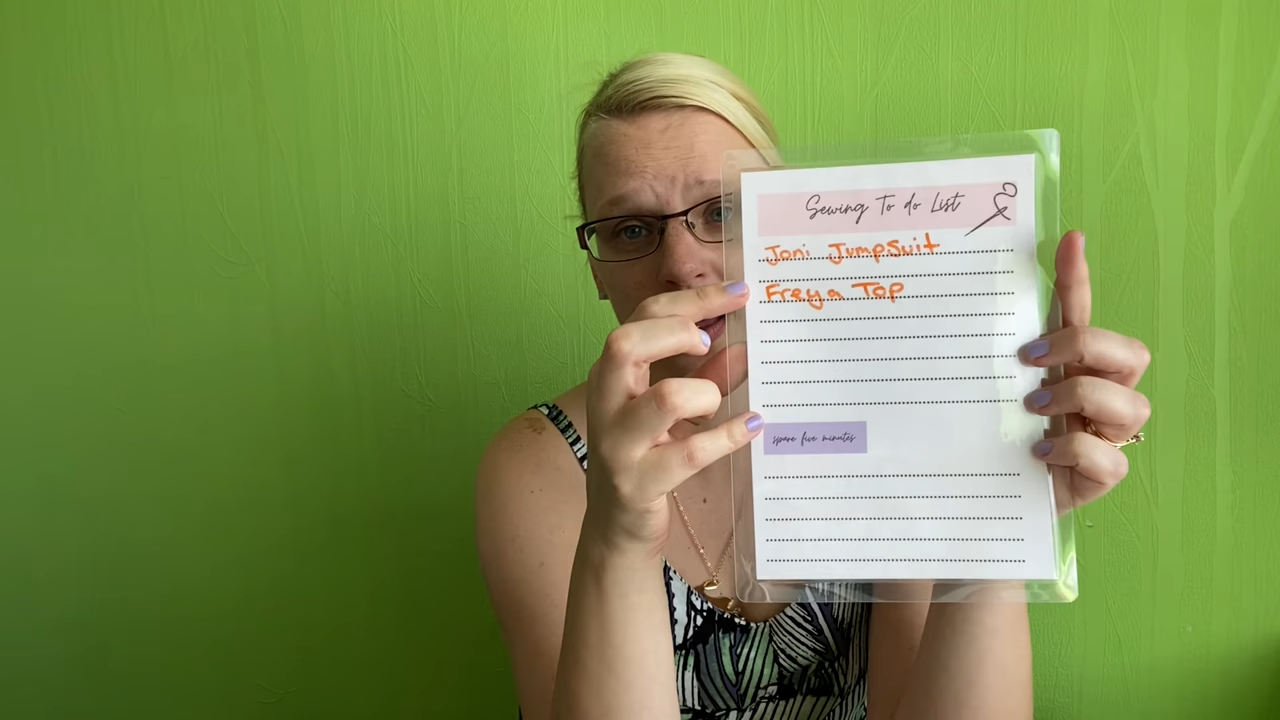 Sewing To do List
Joni Jumpsuit
Freya Top
spare five minutes